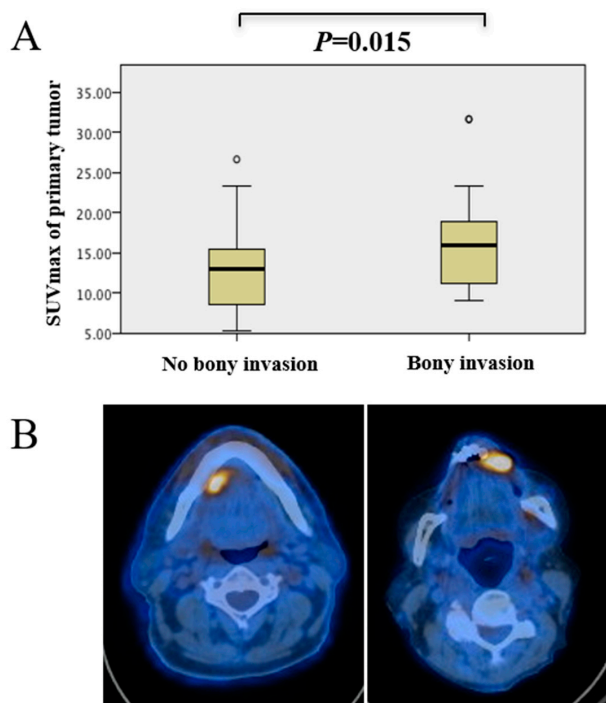 A
P=0.015
SUVmax of primary tumor
35.00
30.00
25.00
20.00
15.00
10.00
5.00
No bony invasion
Bony invasion
B